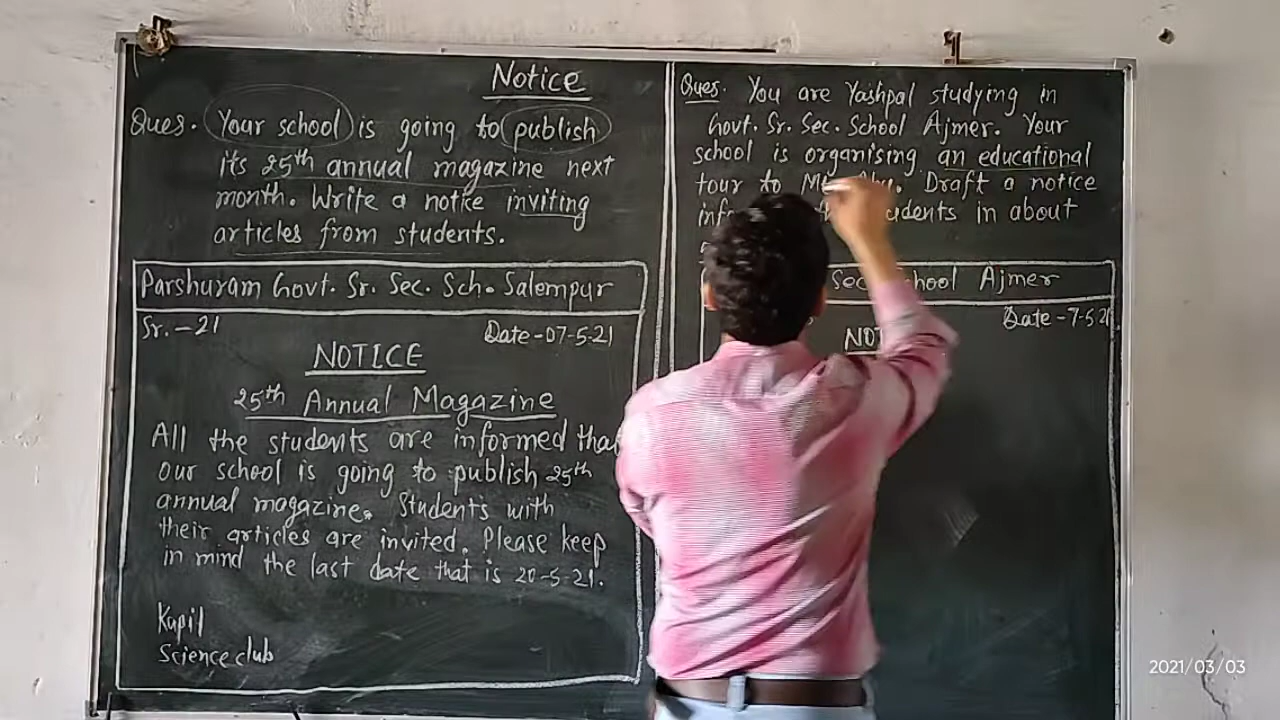 Notice
Ques. Your school is going to publish
its 25th annual magazine next
month. Write a notice inviting
articles from students.
Parshuram Govt. Sr. Sec. Sch. Salempur
Sr. - 21
Date - 07-5-21
NOTICE
25th Annual Magazine
All the students are informed that
our school is going to publish 25th
annual magazine. Students with
their articles are invited. Please keep
in mind the last date that is 20-5-21.
Kapil
Science club
Ques. You are Yashpal studying in
Govt. Sr. Sec. School Ajmer. Your
school is organising an educational
tour to Draft a notice
in about
Sec School Ajmer
Date - 7-5-21
2021/03/03